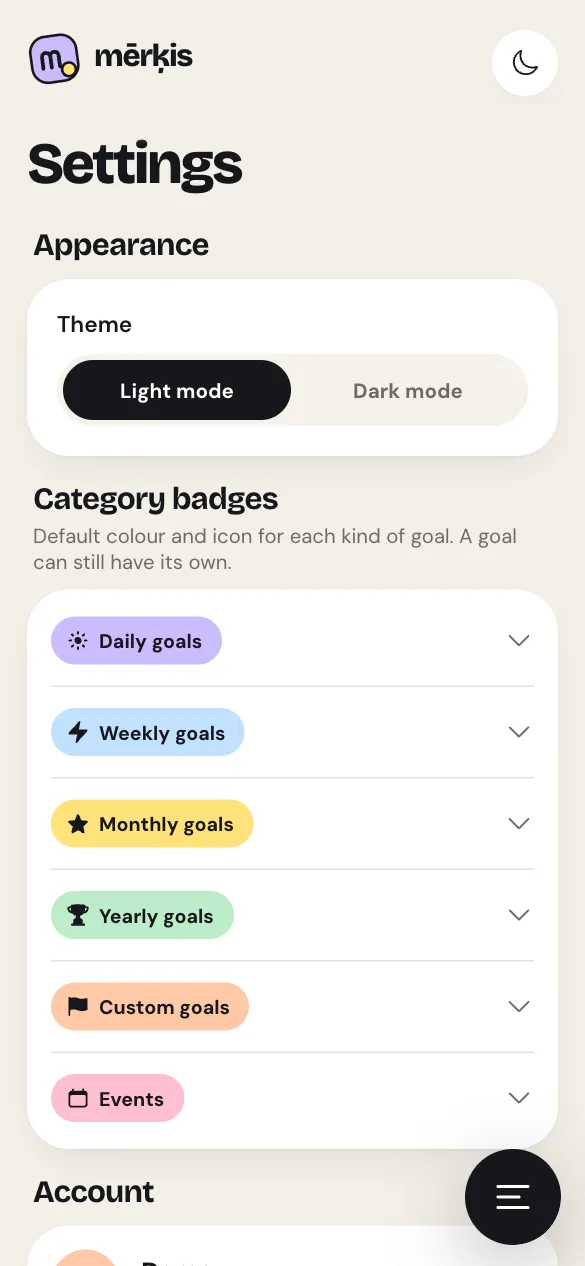 m
mērķis
Settings
Appearance
Theme
Light mode
Dark mode
Category badges
Default colour and icon for each kind of goal. A goal
can still have its own.
Daily goals
Weekly goals
Monthly goals
Yearly goals
Custom goals
Events
Account